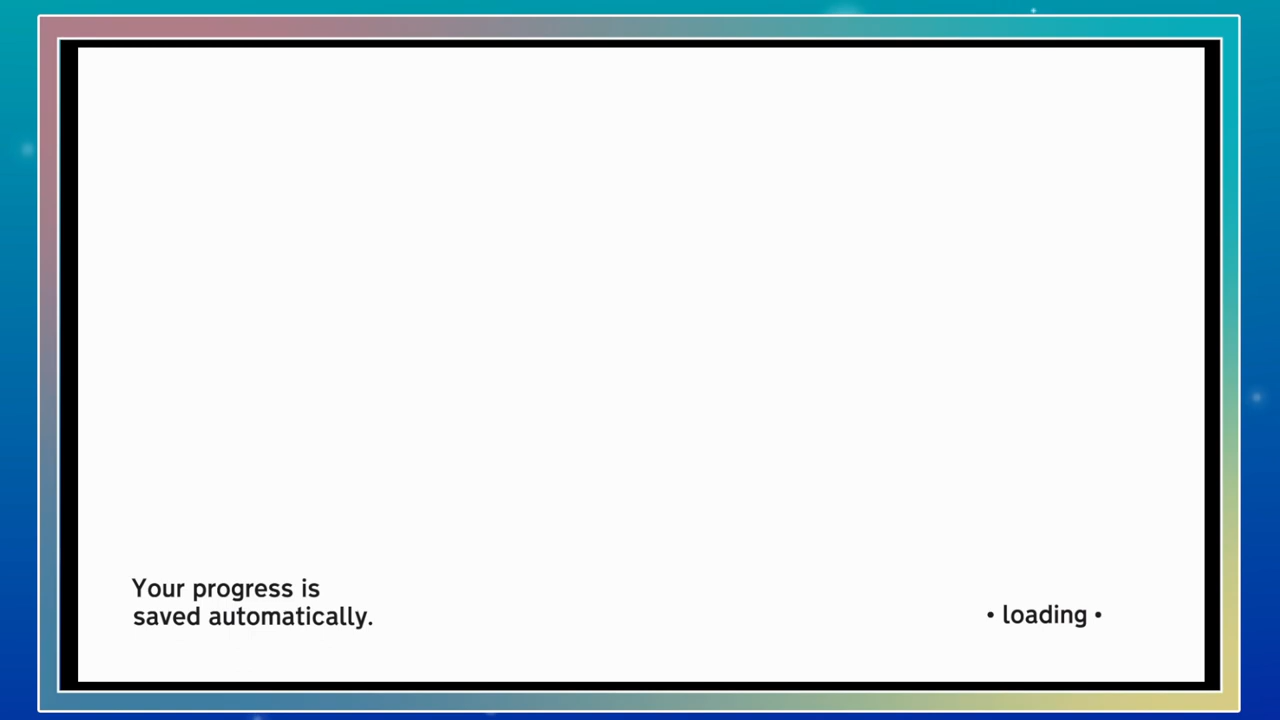 Your progress is
saved automatically.
• loading •